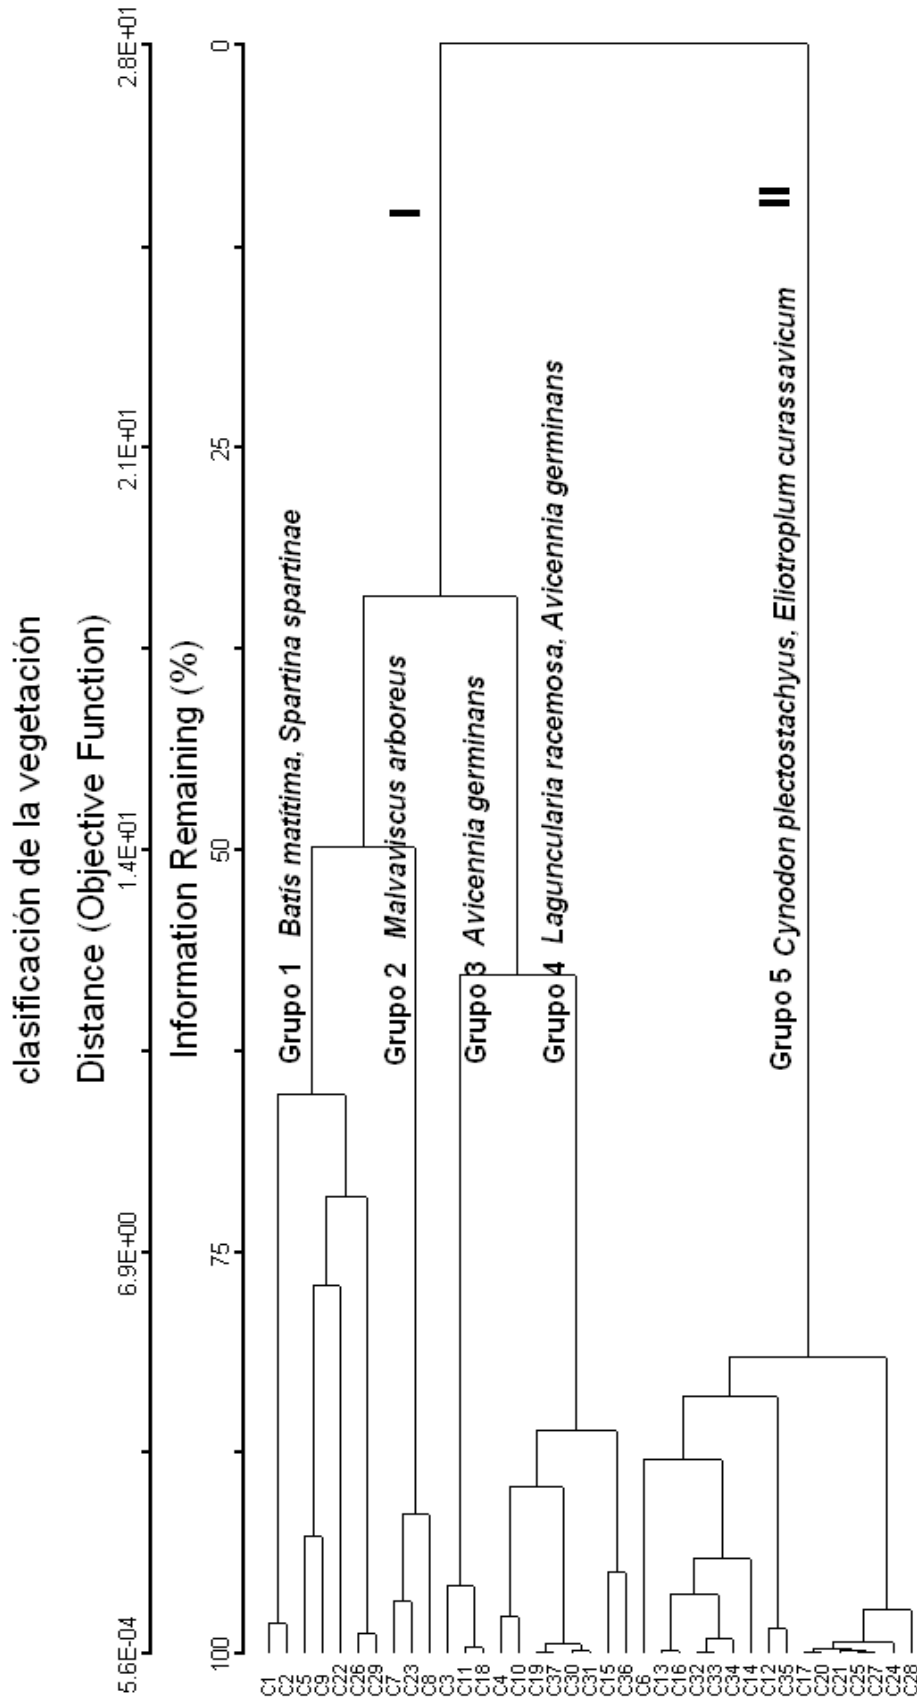 clasificación de la vegetación
Distance (Objective Function)
5.6E-04 6.9E+00 1.4E+01 2.1E+01 2.8E+01
Information Remaining (%)
100 75 50 25 0
Grupo 1 Batis matítima, Spartina spartinae
Grupo 2 Malvaviscus arboreus
I
Grupo 3 Avicennia germinans
Grupo 4 Laguncularia racemosa, Avicennia germinans
Grupo 5 Cynodon plectostachyus, Eliotroplum curassavicum
II
C1
C2
C5
C9
C22
C26
C29
C7
C23
C8
C3
C11
C18
C4
C10
C19
C37
C30
C31
C15
C36
C6
C13
C16
C32
C33
C34
C14
C12
C35
C17
C20
C21
C25
C27
C24
C28